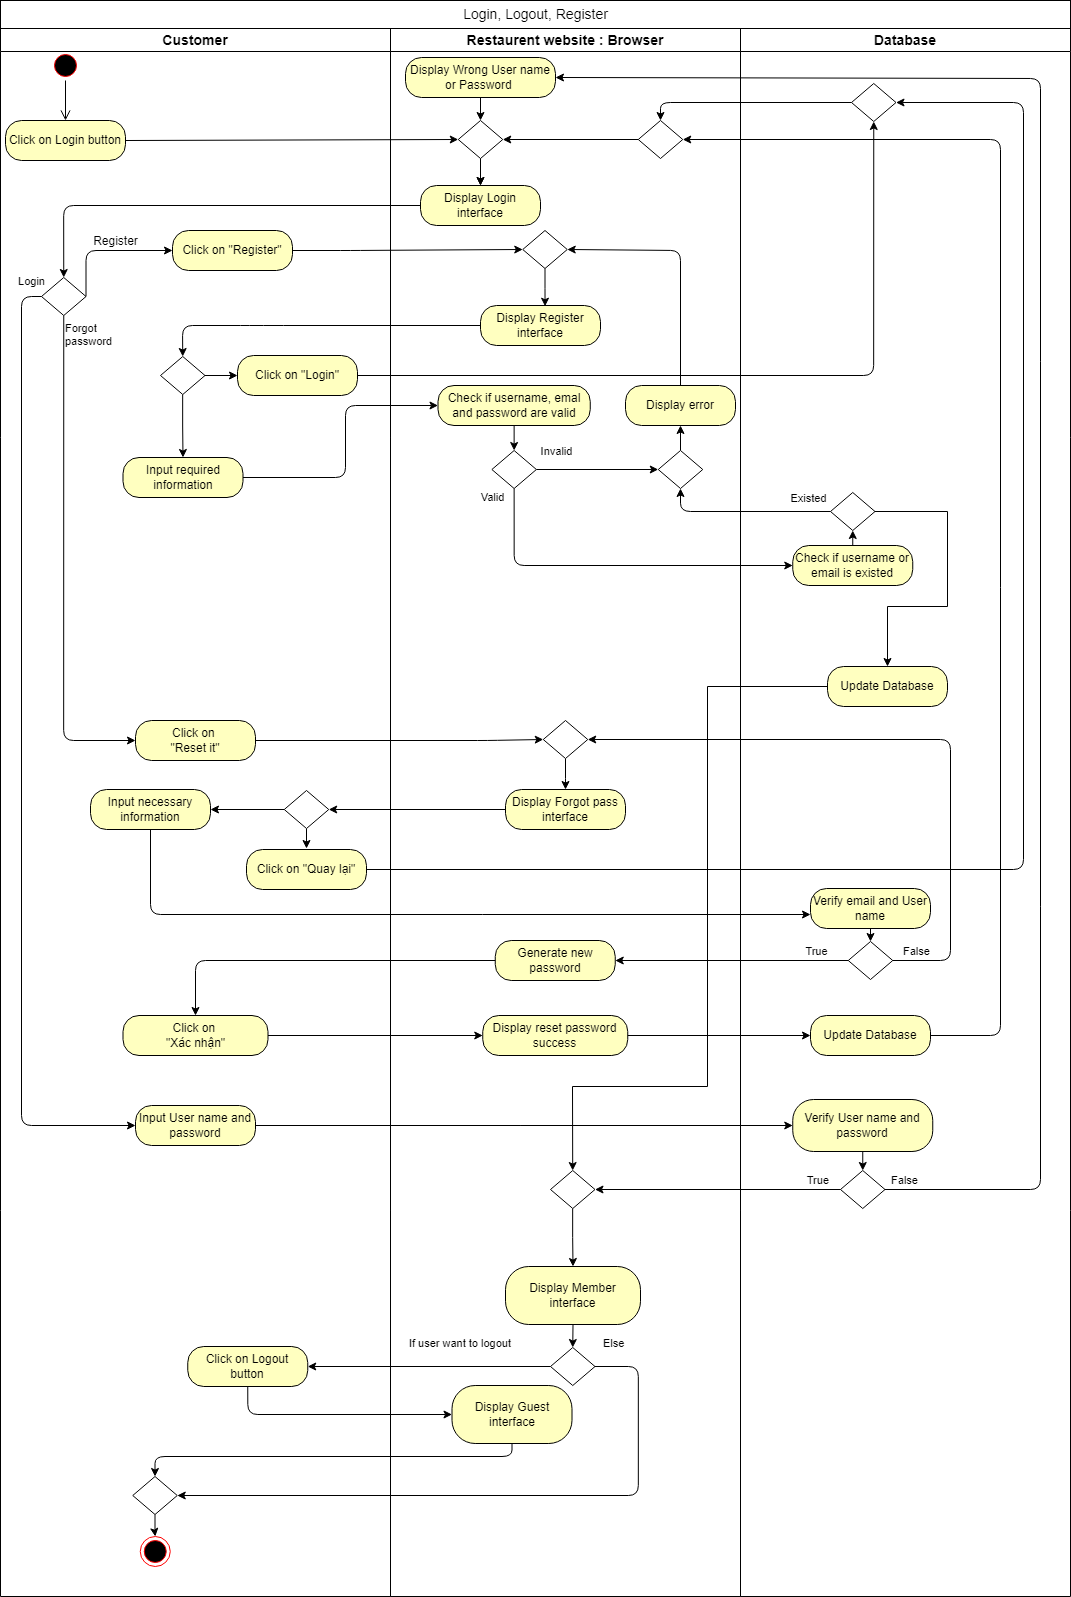 Login, Logout, Register
Customer
Restaurent website : Browser
Database
Display Wrong User name
or Password
Click on Login button
Display Login
interface
Register
Click on "Register"
Login
Forgot
password
Display Register
interface
Click on "Login"
Check if username, emal
and password are valid
Display error
Invalid
Input required
information
Valid
Existed
Check if username or
email is existed
Update Database
Click on
"Reset it"
Input necessary
information
Display Forgot pass
interface
Click on "Quay lại"
Verify email and User
name
True
False
Generate new
password
Click on
"Xác nhận"
Display reset password
success
Update Database
Input User name and
password
Verify User name and
password
True
False
Display Member
interface
If user want to logout
Else
Click on Logout
button
Display Guest
interface